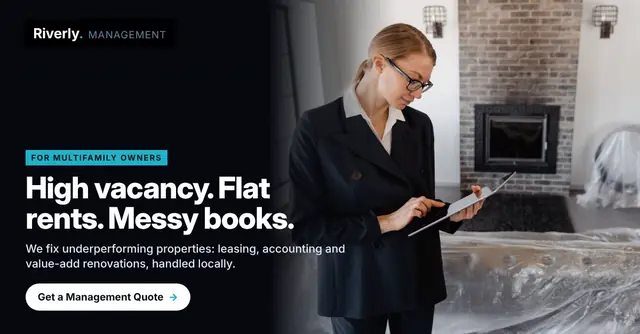 Riverly. MANAGEMENT
FOR MULTIFAMILY OWNERS
High vacancy. Flat
rents. Messy books.
We fix underperforming properties: leasing, accounting and
value-add renovations, handled locally.
Get a Management Quote →